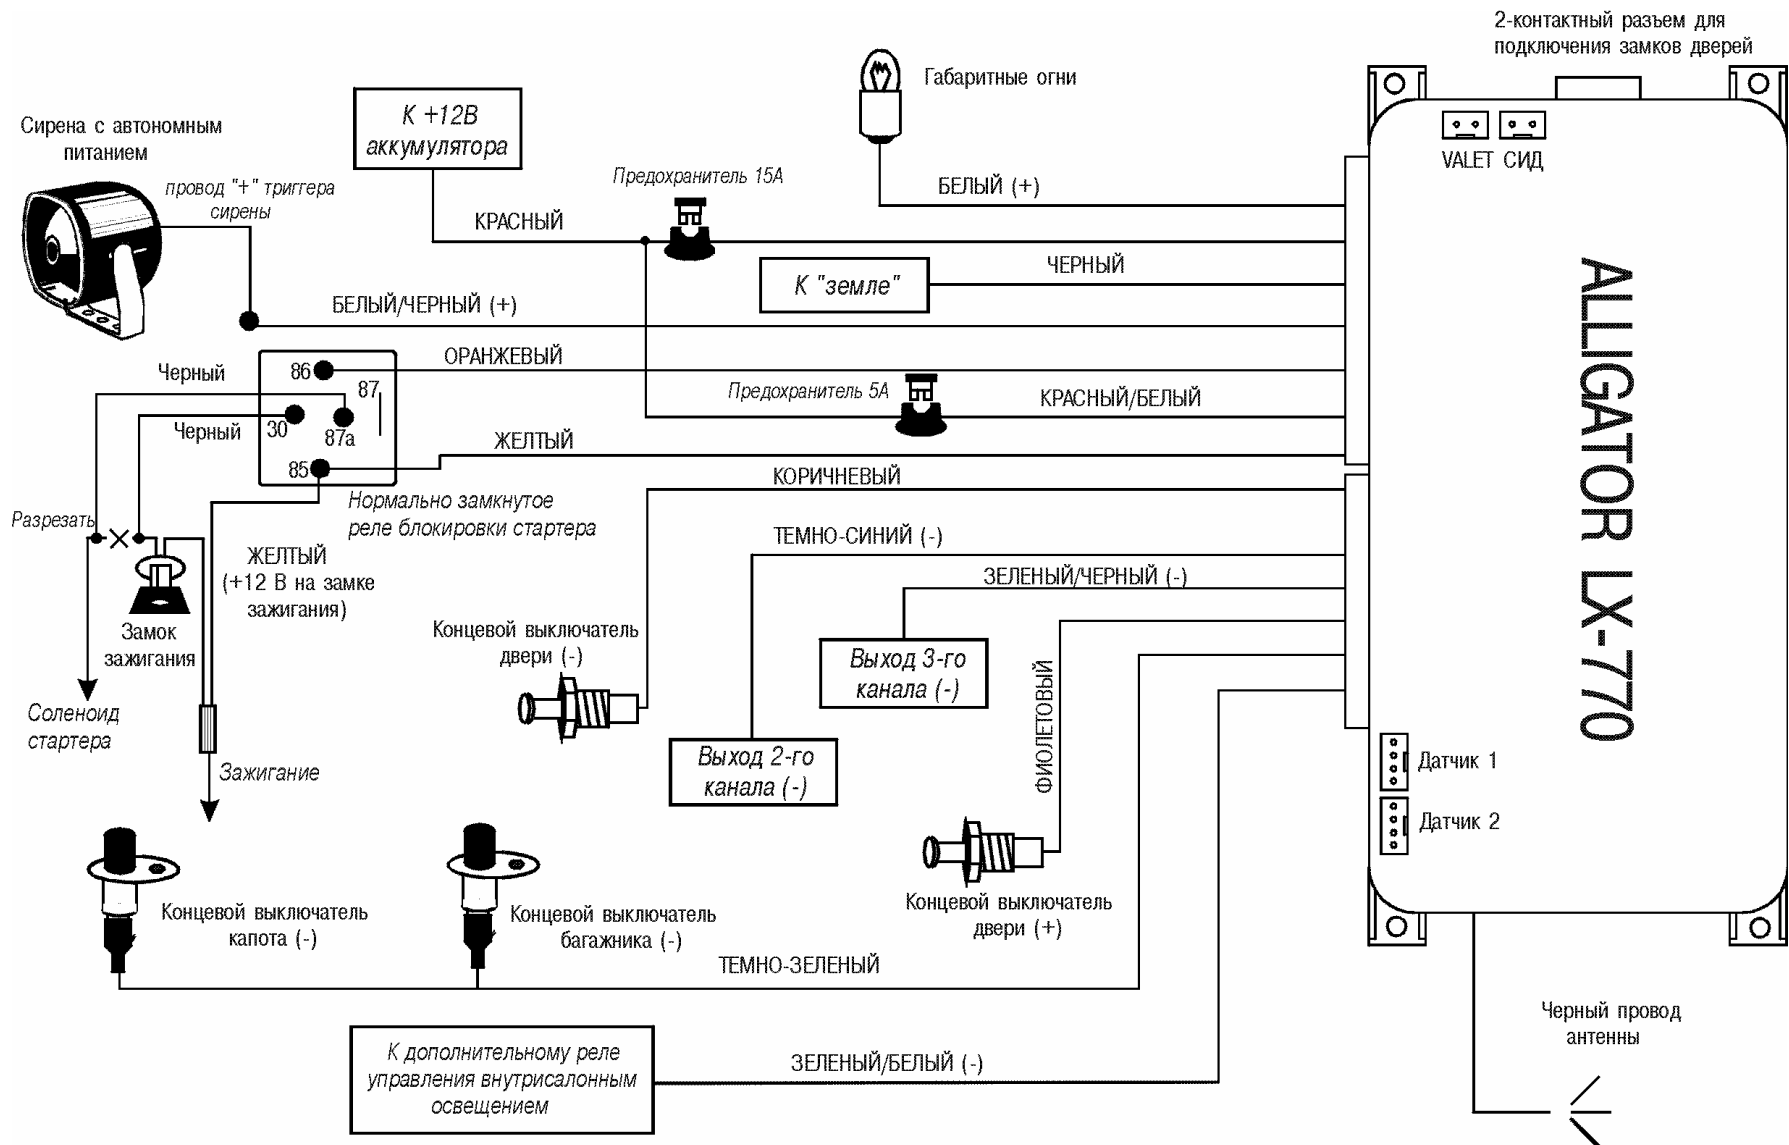 2-контактный разъем для
подключения замков дверей
Габаритные огни
К +12В
аккумулятора
Сирена с автономным
питанием
VALET СИД
Предохранитель 15А
провод "+" триггера
сирены
БЕЛЫЙ (+)
КРАСНЫЙ
ЧЕРНЫЙ
К "земле"
БЕЛЫЙ/ЧЕРНЫЙ (+)
ОРАНЖЕВЫЙ
86
Черный
87
Предохранитель 5А
КРАСНЫЙ/БЕЛЫЙ
Черный
30
87а
ЖЕЛТЫЙ
85
КОРИЧНЕВЫЙ
Нормально замкнутое
реле блокировки стартера
Разрезать
ТЕМНО-СИНИЙ (-)
ЖЕЛТЫЙ
(+12 В на замке
зажигания)
ЗЕЛЕНЫЙ/ЧЕРНЫЙ (-)
Замок
зажигания
Концевой выключатель
двери (-)
Выход 3-го
канала (-)
ALLIGATOR LX-770
ФИОЛЕТОВЫЙ
Соленоид
стартера
Выход 2-го
канала (-)
Зажигание
Датчик 1
Датчик 2
Концевой выключатель
капота (-)
Концевой выключатель
багажника (-)
Концевой выключатель
двери (+)
ТЕМНО-ЗЕЛЕНЫЙ
Черный провод
антенны
К дополнительному реле
управления внутрисалонным
освещением
ЗЕЛЕНЫЙ/БЕЛЫЙ (-)